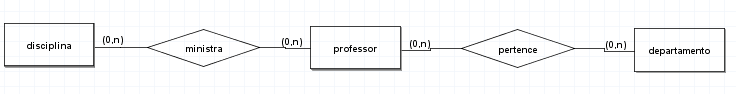 disciplina (0,n) ministra (0,n) professor (0,n) pertence (0,n) departamento